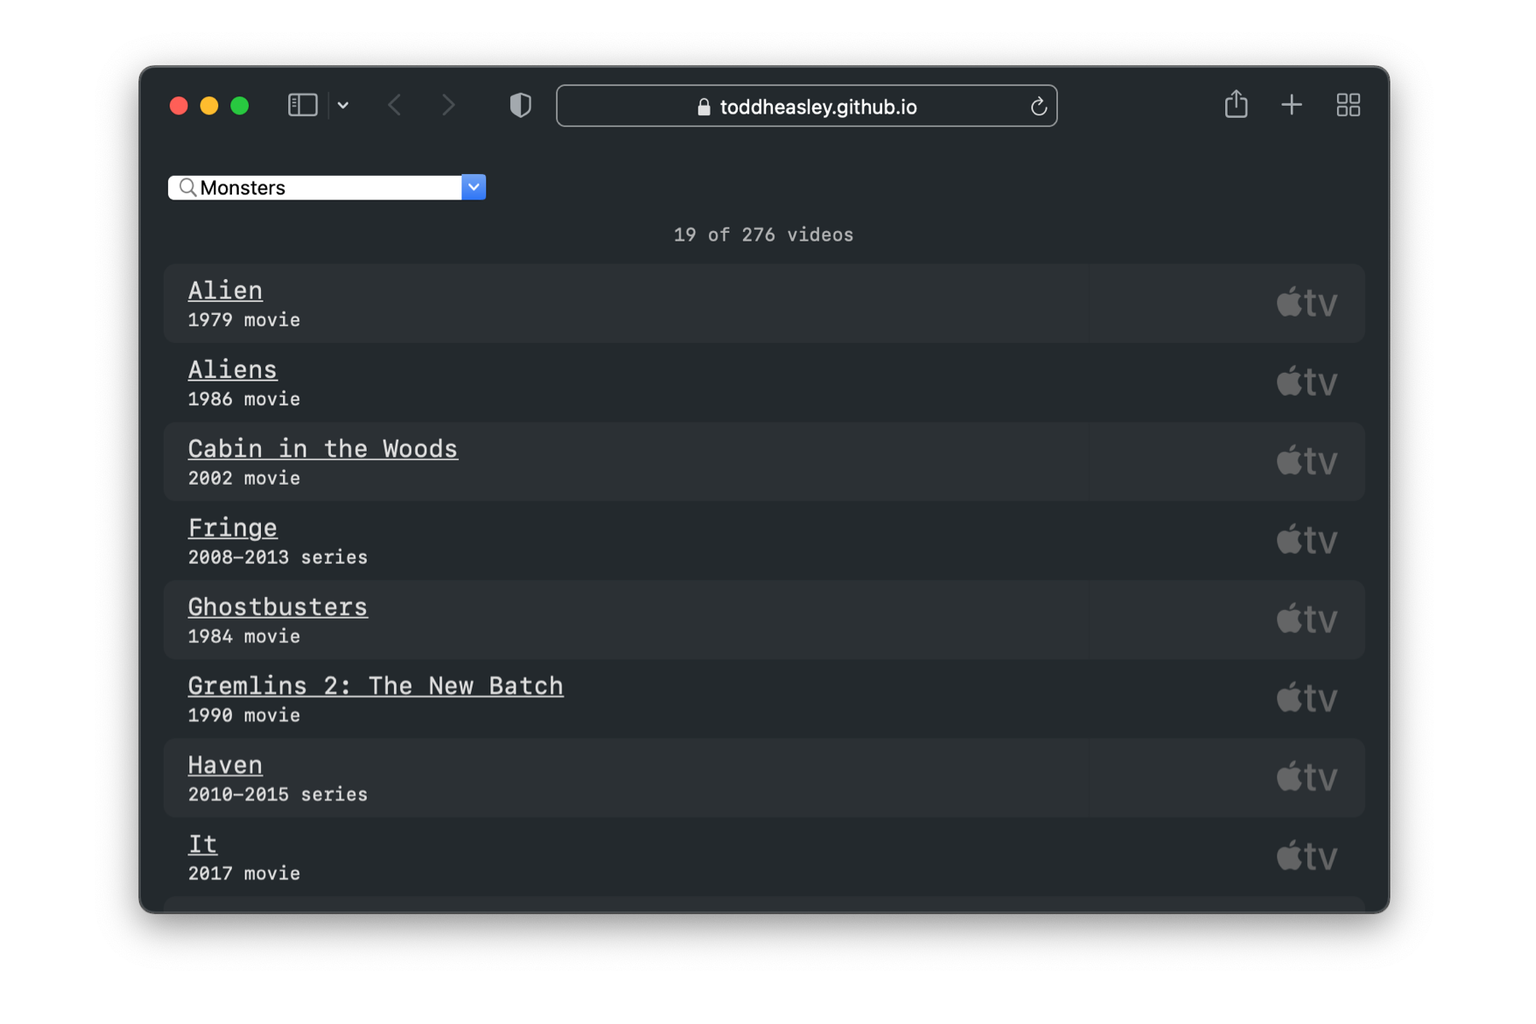 toddheasley.github.io
Monsters
19 of 276 videos
Alien
1979 movie
tv
Aliens
1986 movie
tv
Cabin in the Woods
2002 movie
tv
Fringe
2008–2013 series
tv
Ghostbusters
1984 movie
tv
Gremlins 2: The New Batch
1990 movie
tv
Haven
2010–2015 series
tv
It
2017 movie
tv